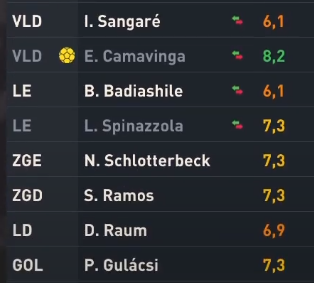 VLD I. Sangaré 6,1
VLD E. Camavinga 8,2
LE B. Badiashile 6,1
LE L. Spinazzola 7,3
ZGE N. Schlotterbeck 7,3
ZGD S. Ramos 7,3
LD D. Raum 6,9
GOL P. Gulácsi 7,3